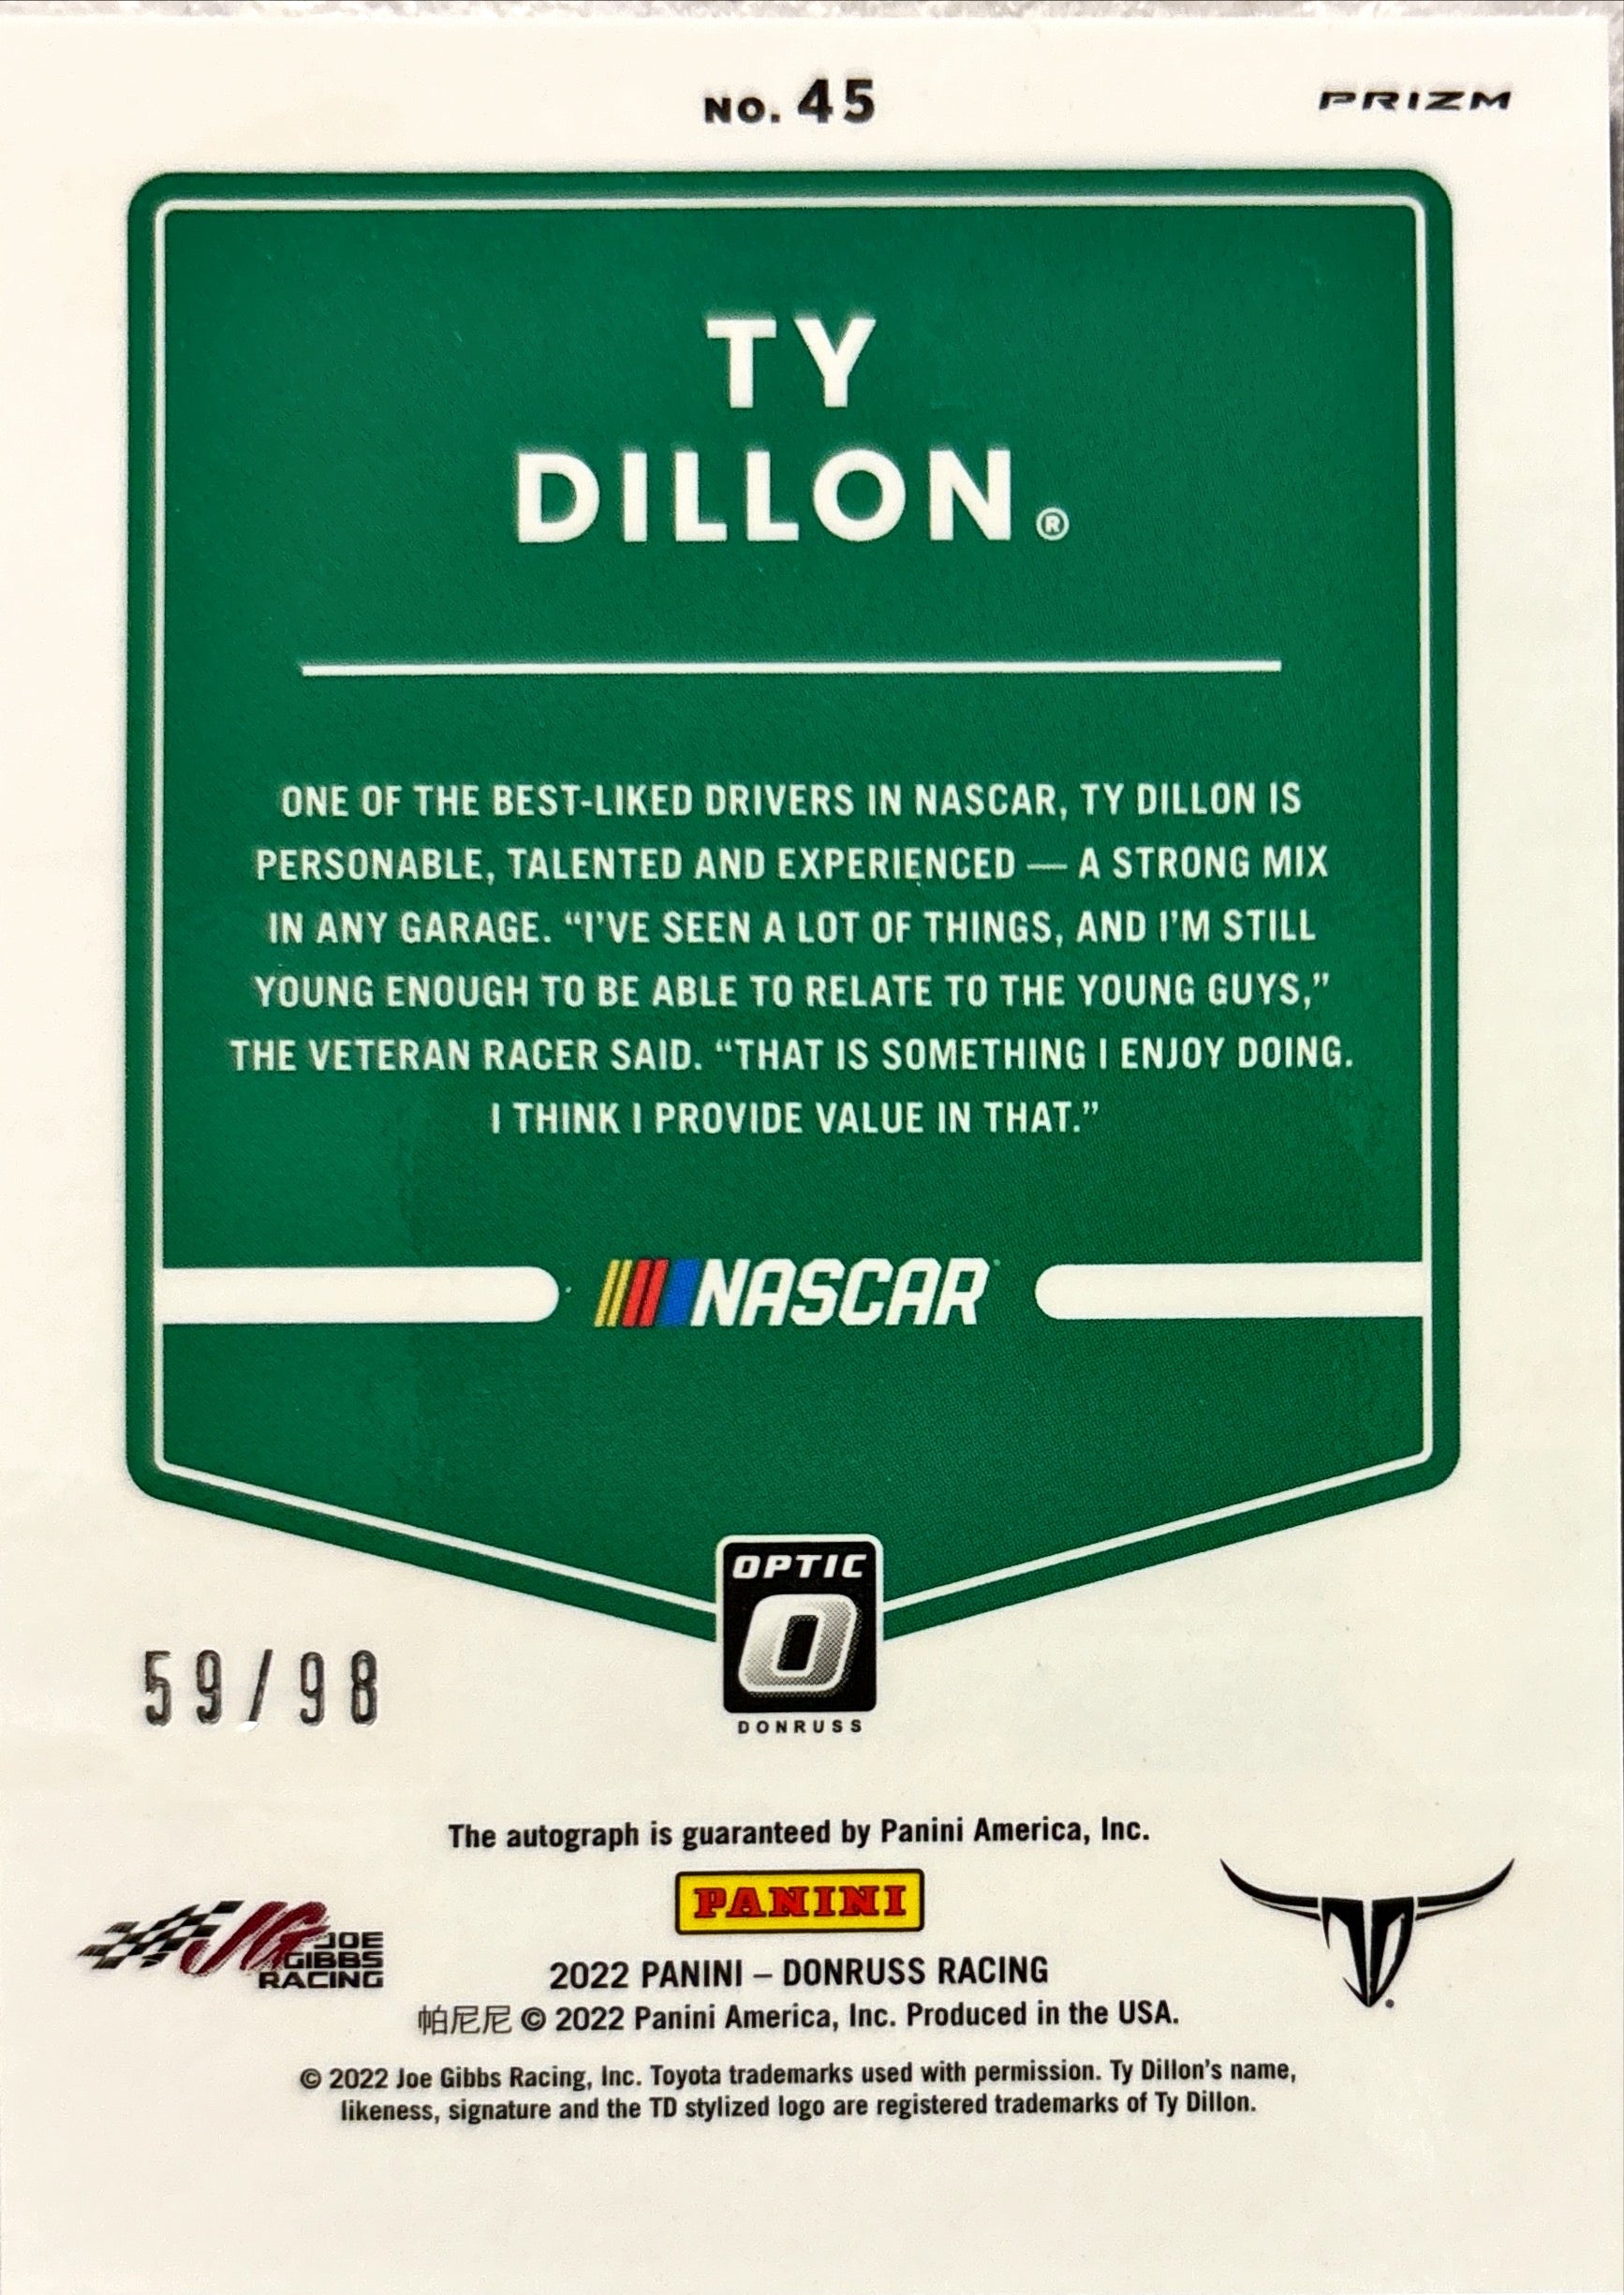 NO. 45
PRIZM
TY
DILLON®
ONE OF THE BEST-LIKED DRIVERS IN NASCAR, TY DILLON IS
PERSONABLE, TALENTED AND EXPERIENCED — A STRONG MIX
IN ANY GARAGE. “I’VE SEEN A LOT OF THINGS, AND I’M STILL
YOUNG ENOUGH TO BE ABLE TO RELATE TO THE YOUNG GUYS,”
THE VETERAN RACER SAID. “THAT IS SOMETHING I ENJOY DOING.
I THINK I PROVIDE VALUE IN THAT.”
NASCAR
OPTIC
O
DONRUSS
59/98
The autograph is guaranteed by Panini America, Inc.
PANINI
JG JOE
GIBBS
RACING
TD
2022 PANINI – DONRUSS RACING
帕尼尼 © 2022 Panini America, Inc. Produced in the USA.
© 2022 Joe Gibbs Racing, Inc. Toyota trademarks used with permission. Ty Dillon’s name,
likeness, signature and the TD stylized logo are registered trademarks of Ty Dillon.